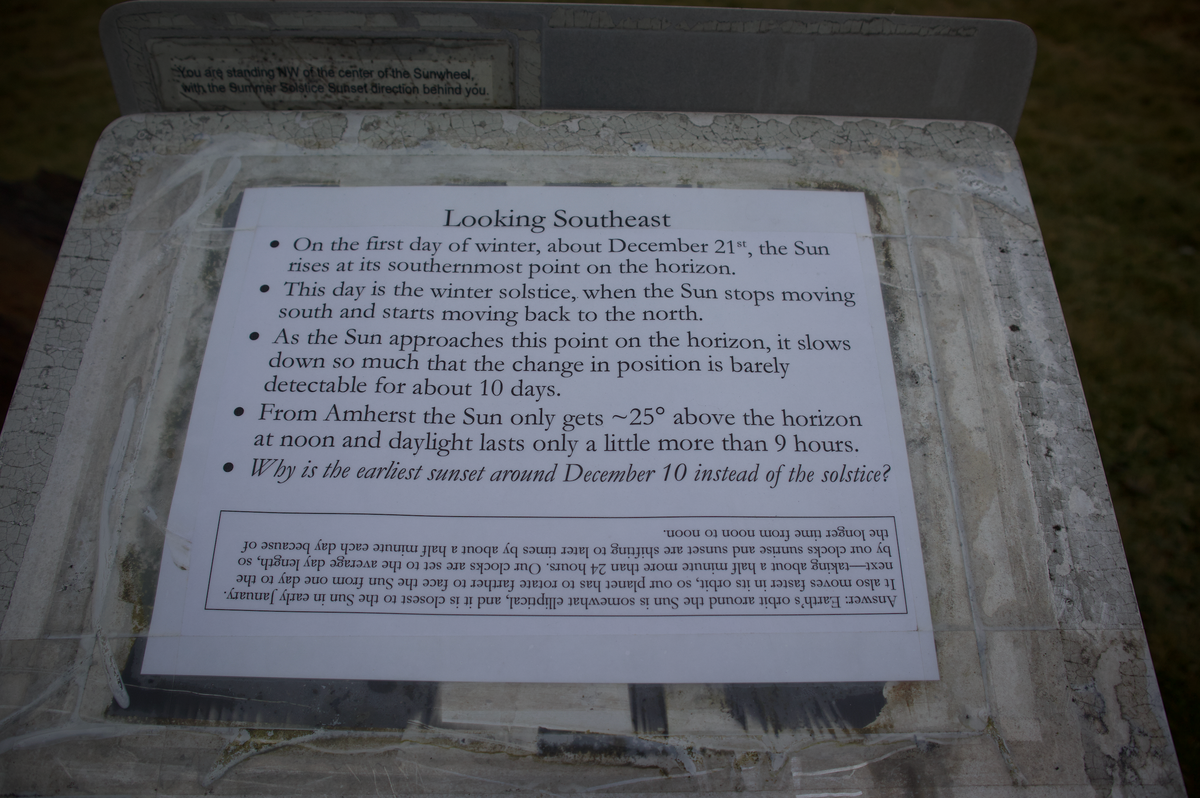 You are standing NW of the center of the Sunwheel,
with the Summer Solstice Sunset direction behind you.
Looking Southeast
• On the first day of winter, about December 21st, the Sun
rises at its southernmost point on the horizon.
• This day is the winter solstice, when the Sun stops moving
south and starts moving back to the north.
• As the Sun approaches this point on the horizon, it slows
down so much that the change in position is barely
detectable for about 10 days.
• From Amherst the Sun only gets ~25° above the horizon
at noon and daylight lasts only a little more than 9 hours.
• Why is the earliest sunset around December 10 instead of the solstice?
Answer: Earth's orbit around the Sun is somewhat elliptical, and it is closest to the Sun in early January.
It also moves faster in its orbit, so our planet has to rotate farther to face the Sun from one day to the
next—taking about a half minute more than 24 hours. Our clocks are set to the average day length, so
by our clocks sunrise and sunset are shifting to later times by about a half minute each day because of
the longer time from noon to noon.